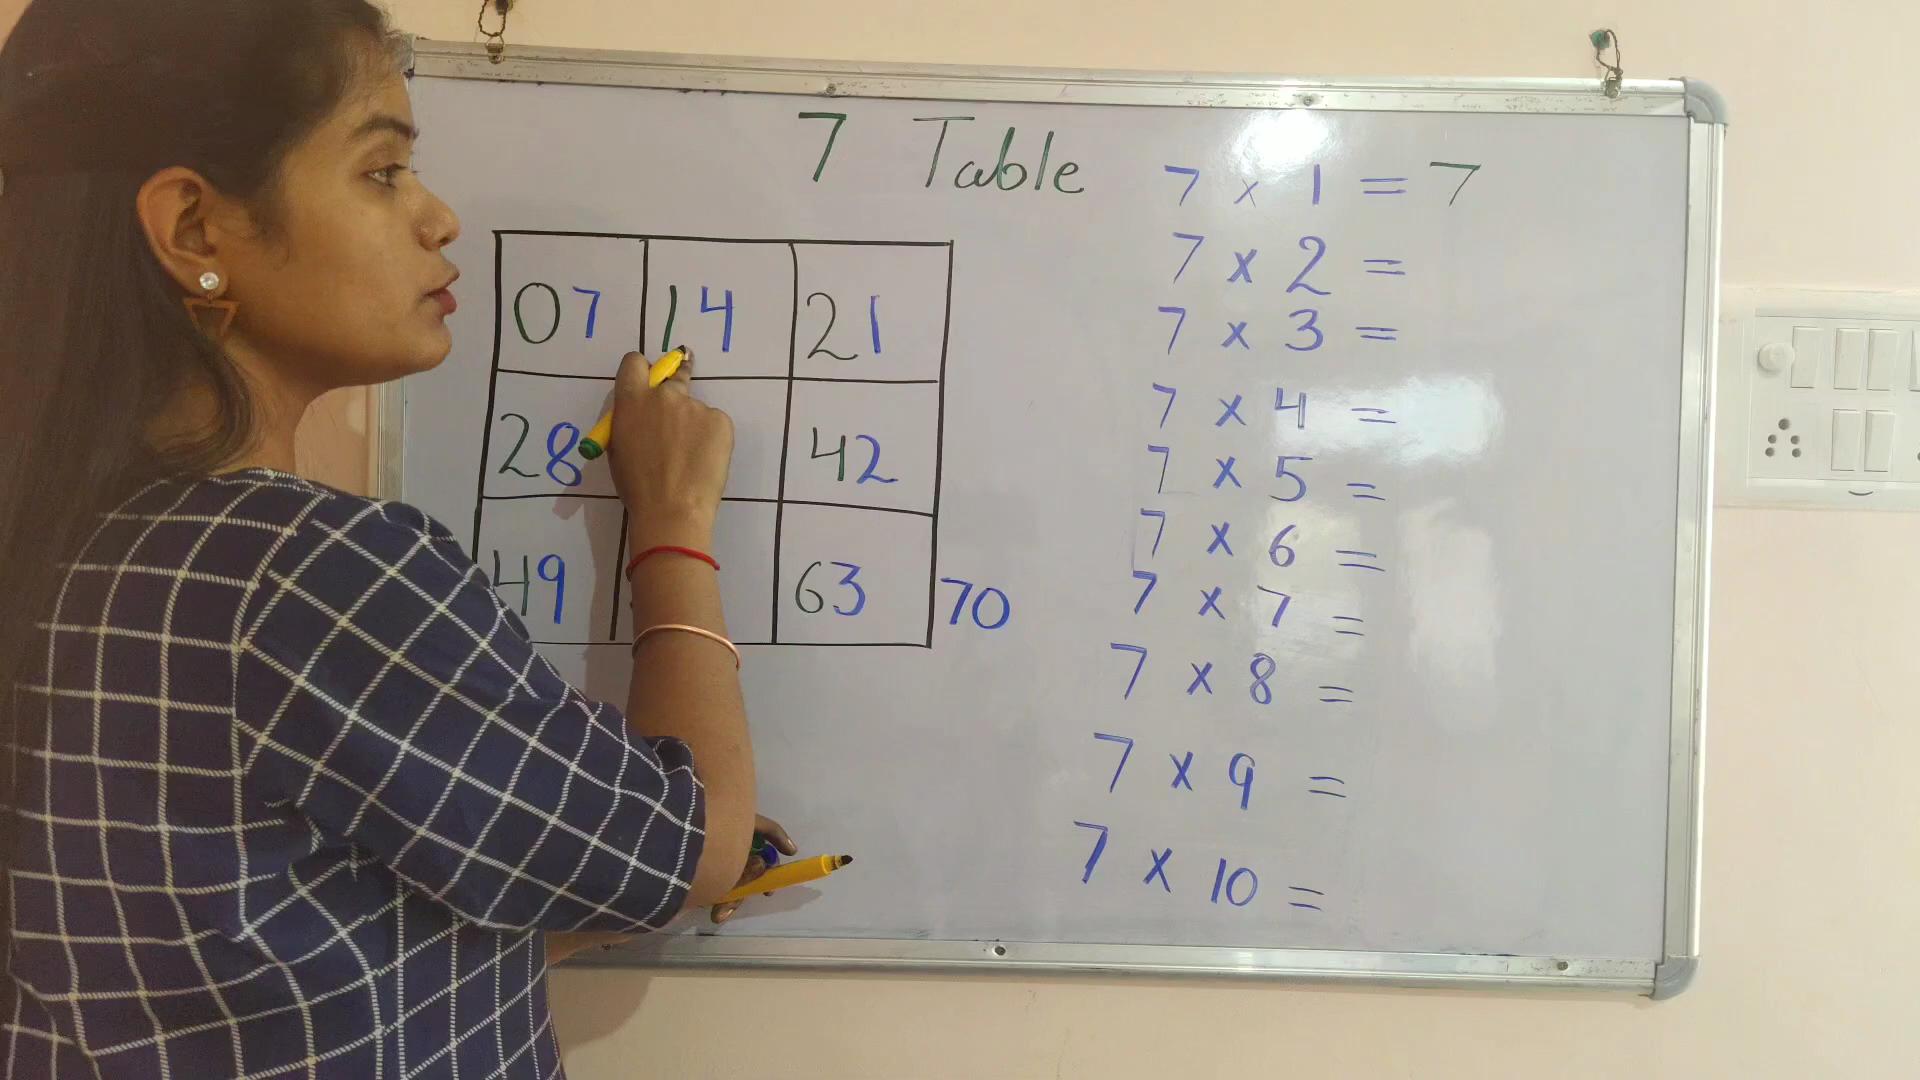 7 Table
07 14 21
28 42
49 63 70
7 x 1 = 7
7 x 2 =
7 x 3 =
7 x 4 =
7 x 5 =
7 x 6 =
7 x 7 =
7 x 8 =
7 x 9 =
7 x 10 =